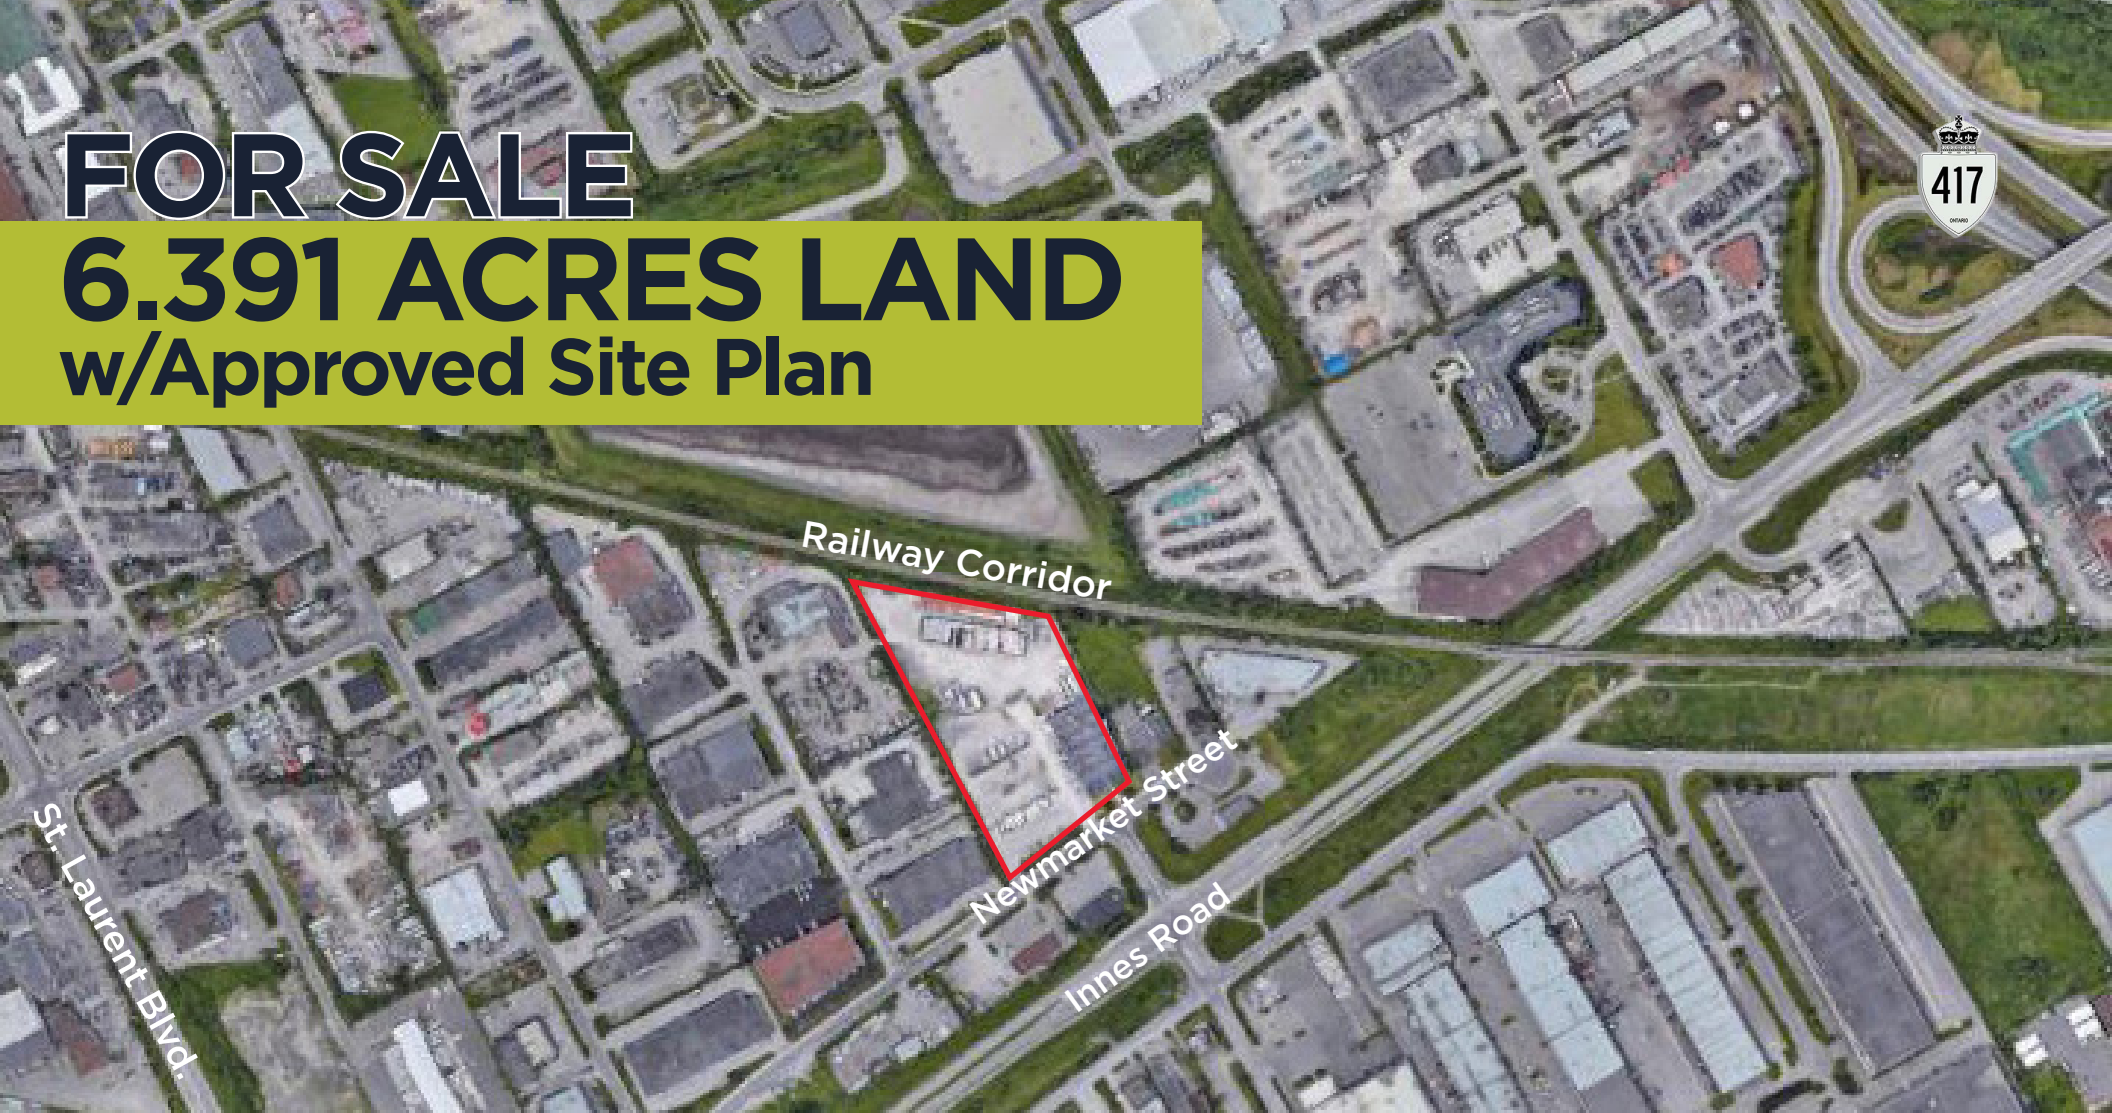 FOR SALE
6.391 ACRES LAND
w/Approved Site Plan
417
ONTARIO
Railway Corridor
Newmarket Street
Innes Road
St. Laurent Blvd.